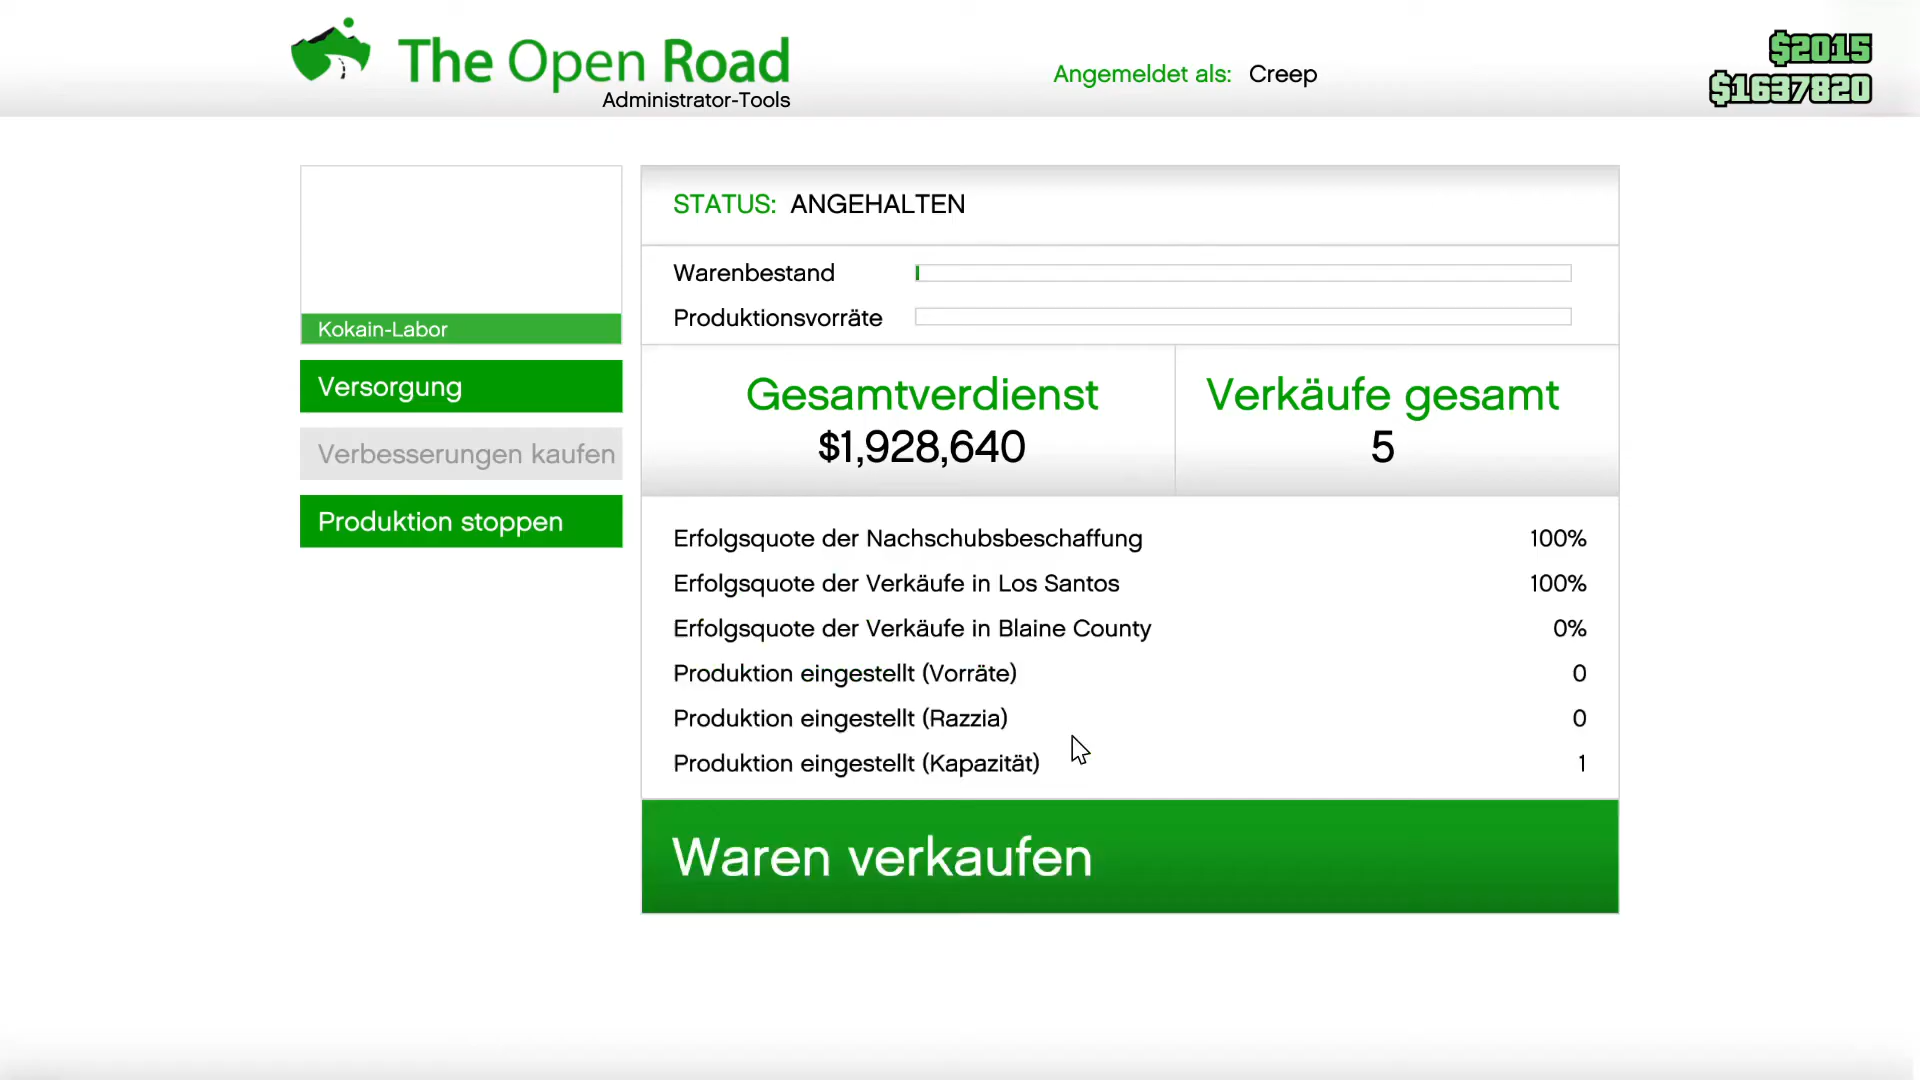 The Open Road
Administrator-Tools
Angemeldet als: Creep
$2015
$1637820
Kokain-Labor
Versorgung
Verbesserungen kaufen
Produktion stoppen
STATUS: ANGEHALTEN
Warenbestand
Produktionsvorräte
Gesamtverdienst
$1,928,640
Verkäufe gesamt
5
Erfolgsquote der Nachschubsbeschaffung 100%
Erfolgsquote der Verkäufe in Los Santos 100%
Erfolgsquote der Verkäufe in Blaine County 0%
Produktion eingestellt (Vorräte) 0
Produktion eingestellt (Razzia) 0
Produktion eingestellt (Kapazität) 1
Waren verkaufen